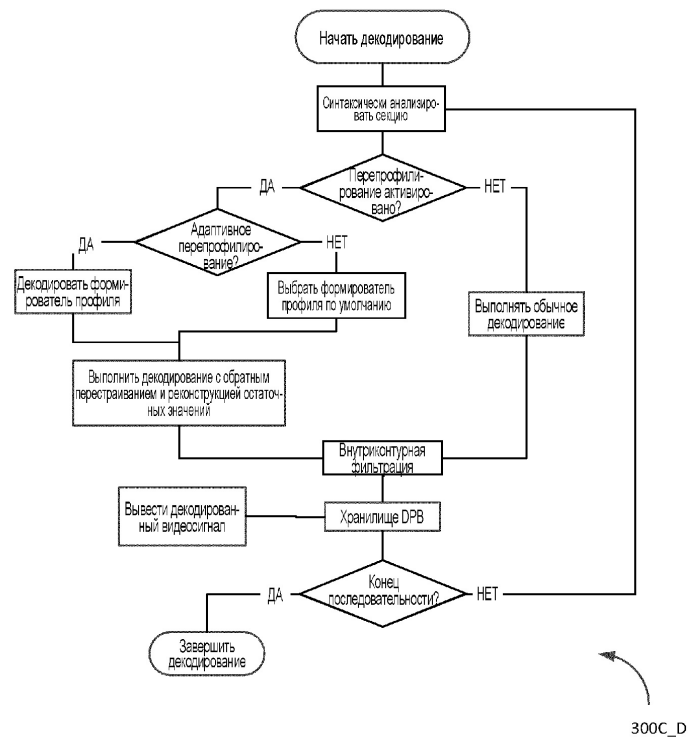 Начать декодирование
Синтаксически анализиро-
вать секцию
Перепрофили-
рование активиро-
вано?
ДА
НЕТ
Адаптивное
перепрофилиро-
вание?
ДА
НЕТ
Декодировать форми-
рователь профиля
Выбрать формирователь
профиля по умолчанию
Выполнять обычное
декодирование
Выполнить декодирование с обратным
перестраиванием и реконструкцией остаточ-
ных значений
Внутриконтурная
фильтрация
Вывести декодирован-
ный видеосигнал
Хранилище DPB
Конец
последовательности?
ДА
НЕТ
Завершить
декодирование
300C_D